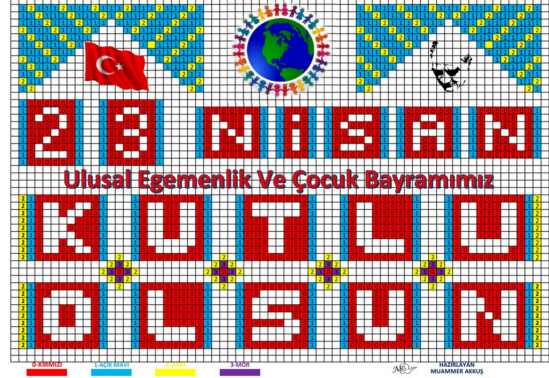 23 NİSAN
Ulusal Egemenlik Ve Çocuk Bayramımız
KUTLU
OLSUN
0-KIRMIZI 1-AÇIK MAVİ 2-SARI 3-MOR
HAZIRLAYAN
MUAMMER AKKUŞ